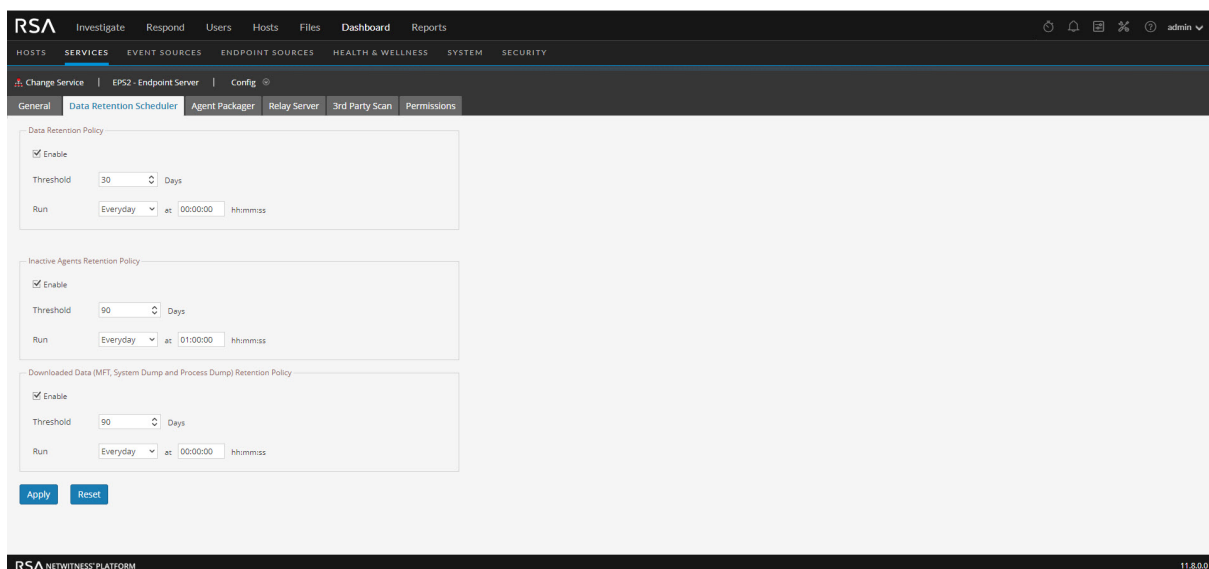 RSA Investigate Respond Users Hosts Files Dashboard Reports admin
HOSTS SERVICES EVENT SOURCES ENDPOINT SOURCES HEALTH & WELLNESS SYSTEM SECURITY
Change Service | EPS2 - Endpoint Server | Config
General Data Retention Scheduler Agent Packager Relay Server 3rd Party Scan Permissions
Data Retention Policy
Enable
Threshold 30 Days
Run Everyday at 00:00:00 hh:mm:ss
Inactive Agents Retention Policy
Enable
Threshold 90 Days
Run Everyday at 01:00:00 hh:mm:ss
Downloaded Data (MFT, System Dump and Process Dump) Retention Policy
Enable
Threshold 90 Days
Run Everyday at 00:00:00 hh:mm:ss
Apply Reset
RSA NETWITNESS® PLATFORM 11.8.0.0